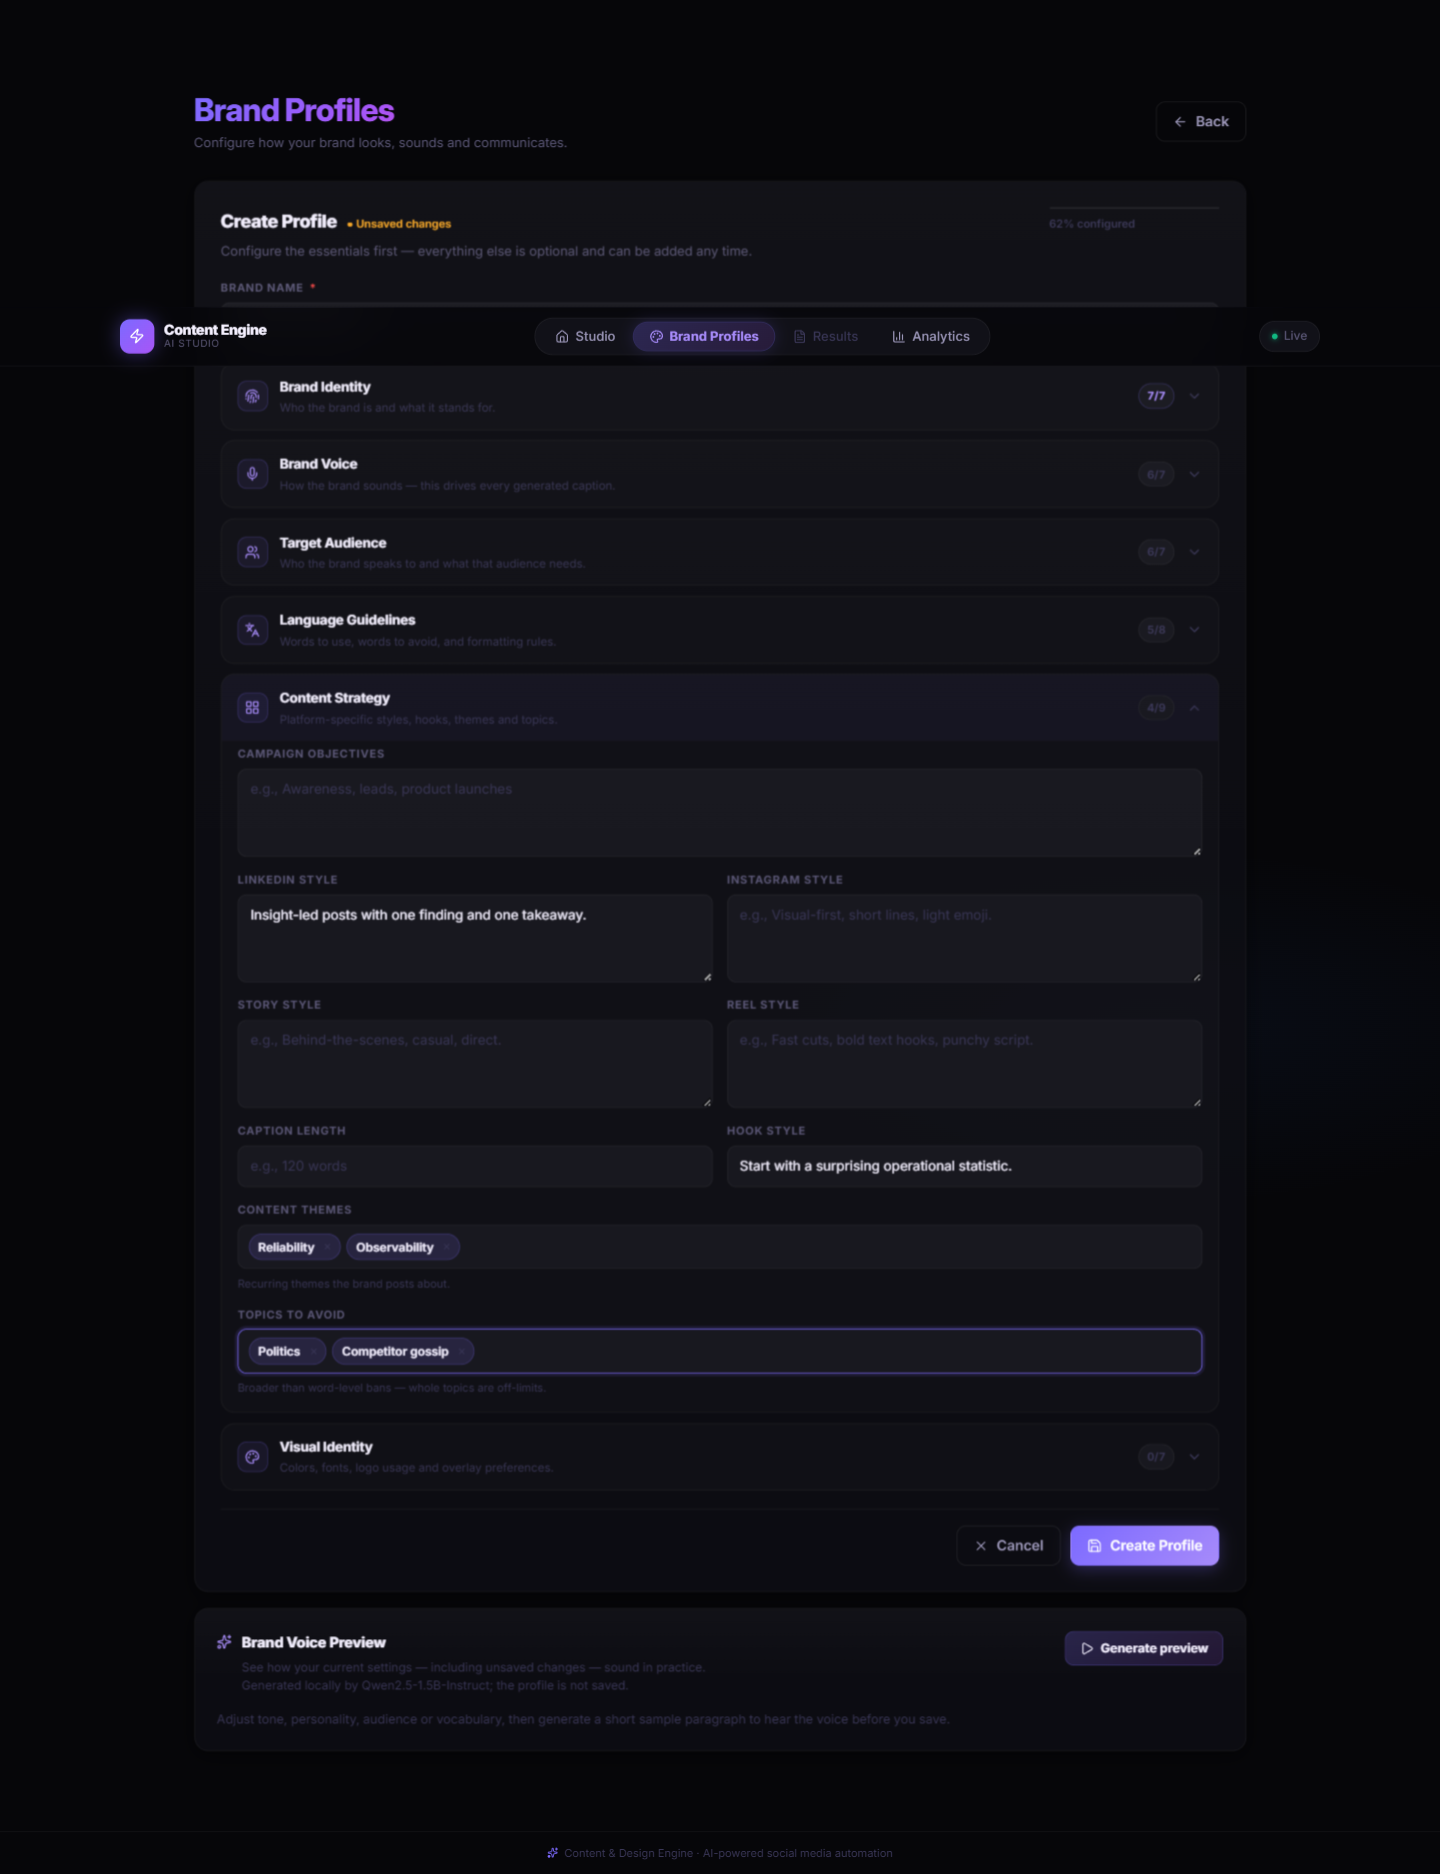 Brand Profiles
Configure how your brand looks, sounds and communicates.
Back
Create Profile
Unsaved changes
62% configured
Configure the essentials first — everything else is optional and can be added any time.
BRAND NAME *
Content Engine
AI STUDIO
Studio
Brand Profiles
Results
Analytics
Live
Brand Identity
Who the brand is and what it stands for.
7/7
Brand Voice
How the brand sounds — this drives every generated caption.
6/7
Target Audience
Who the brand speaks to and what that audience needs.
6/7
Language Guidelines
Words to use, words to avoid, and formatting rules.
5/8
Content Strategy
Platform-specific styles, hooks, themes and topics.
4/9
CAMPAIGN OBJECTIVES
e.g., Awareness, leads, product launches
LINKEDIN STYLE
Insight-led posts with one finding and one takeaway.
INSTAGRAM STYLE
e.g., Visual-first, short lines, light emoji.
STORY STYLE
e.g., Behind-the-scenes, casual, direct.
REEL STYLE
e.g., Fast cuts, bold text hooks, punchy script.
CAPTION LENGTH
e.g., 120 words
HOOK STYLE
Start with a surprising operational statistic.
CONTENT THEMES
Reliability
Observability
Recurring themes the brand posts about.
TOPICS TO AVOID
Politics
Competitor gossip
Broader than word-level bans — whole topics are off-limits.
Visual Identity
Colors, fonts, logo usage and overlay preferences.
0/7
Cancel
Create Profile
Brand Voice Preview
Generate preview
See how your current settings — including unsaved changes — sound in practice.
Generated locally by Qwen2.5-1.5B-Instruct; the profile is not saved.
Adjust tone, personality, audience or vocabulary, then generate a short sample paragraph to hear the voice before you save.
Content & Design Engine · AI-powered social media automation